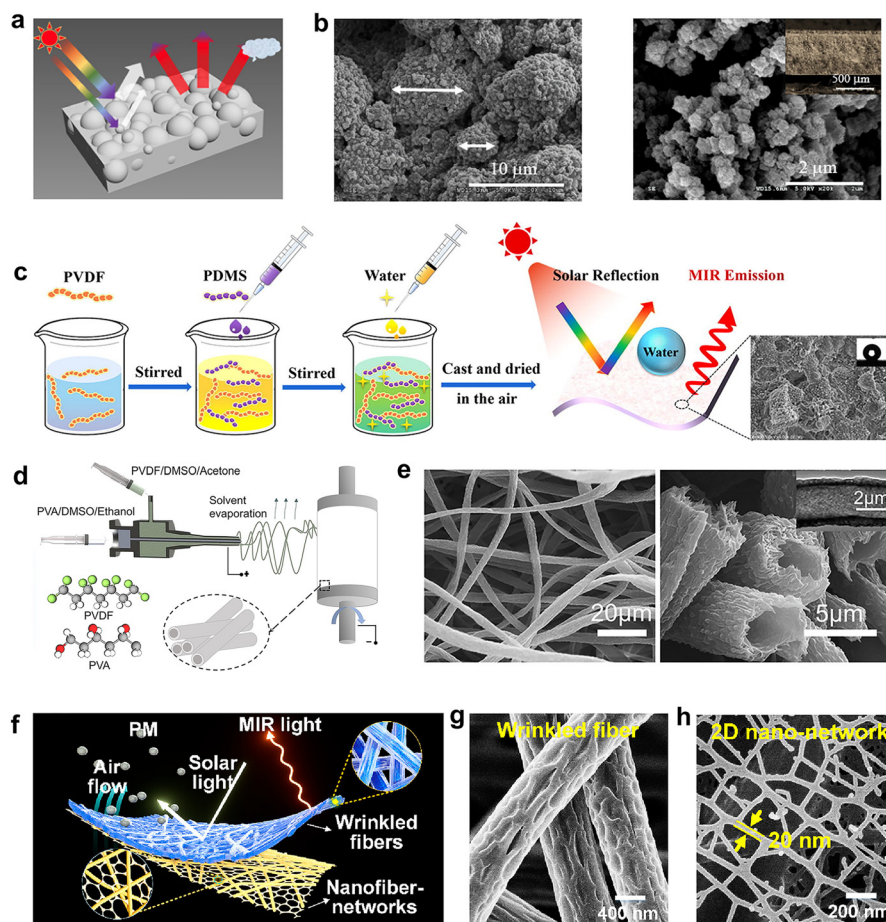 a
b
10 µm
500 µm
2 µm
c
PVDF
PDMS
Water
Stirred
Stirred
Cast and dried
in the air
Solar Reflection
MIR Emission
Water
d
PVDF/DMSO/Acetone
PVA/DMSO/Ethanol
Solvent
evaporation
+
−
PVDF
PVA
e
20µm
2µm
5µm
f
PM
MIR light
Air
flow
Solar
light
Wrinkled
fibers
Nanofiber-
networks
g
Wrinkled fiber
400 nm
h
2D nano-network
20 nm
200 nm